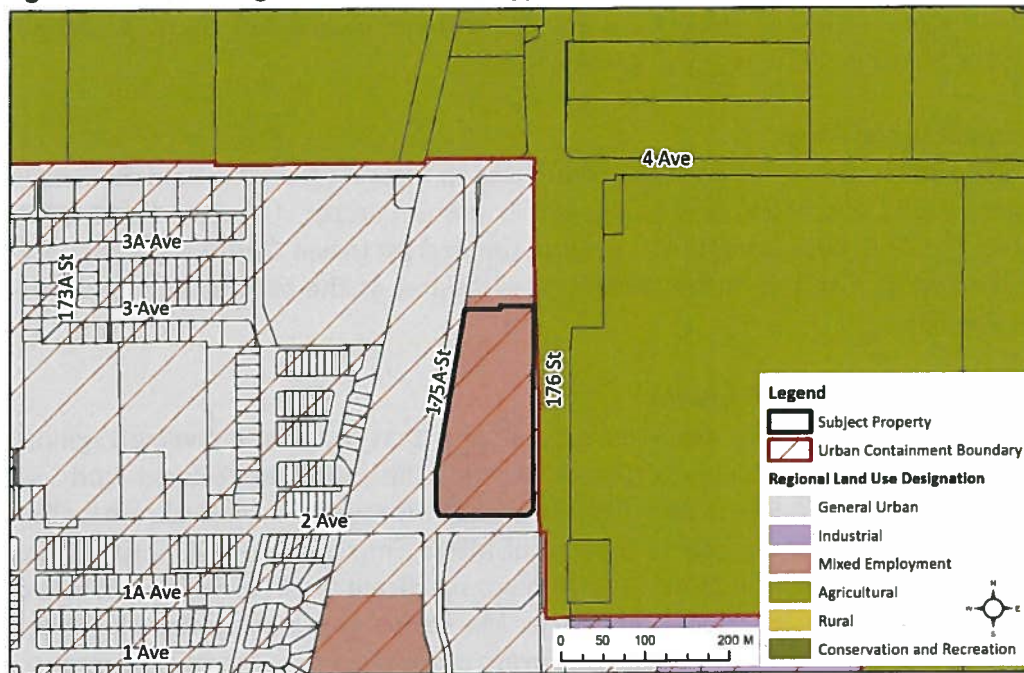 4 Ave
3A Ave
173A St
3 Ave
175A St
176 St
2 Ave
1A Ave
1 Ave
Legend
Subject Property
Urban Containment Boundary
Regional Land Use Designation
General Urban
Industrial
Mixed Employment
Agricultural
Rural
Conservation and Recreation
N
W
E
S
0 50 100 200 M